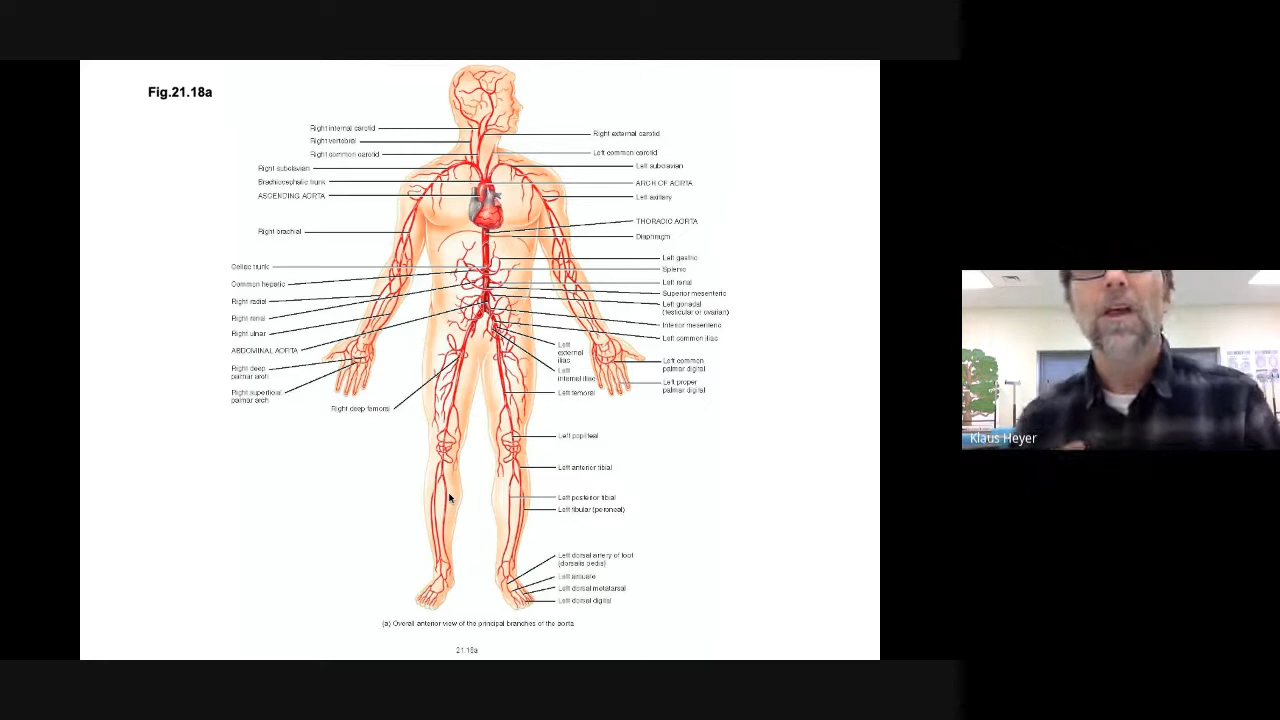 Fig.21.18a
Right internal carotid
Right vertebral
Right common carotid
Right subclavian
Brachiocephalic trunk
ASCENDING AORTA
Right brachial
Celiac trunk
Common hepatic
Right radial
Right renal
Right ulnar
ABDOMINAL AORTA
Right deep
palmar arch
Right superficial
palmar arch
Right deep femoral
Right external carotid
Left common carotid
Left subclavian
ARCH OF AORTA
Left axillary
THORACIC AORTA
Diaphragm
Left gastric
Splenic
Left renal
Superior mesenteric
Left gonadal
(testicular or ovarian)
Inferior mesenteric
Left common iliac
Left
external
iliac
Left
internal iliac
Left common
palmar digital
Left proper
palmar digital
Left femoral
Left popliteal
Left anterior tibial
Left posterior tibial
Left fibular (peroneal)
Left dorsal artery of foot
(dorsalis pedis)
Left arcuate
Left dorsal metatarsal
Left dorsal digital
(a) Overall anterior view of the principal branches of the aorta
21.18a
Klaus Heyer